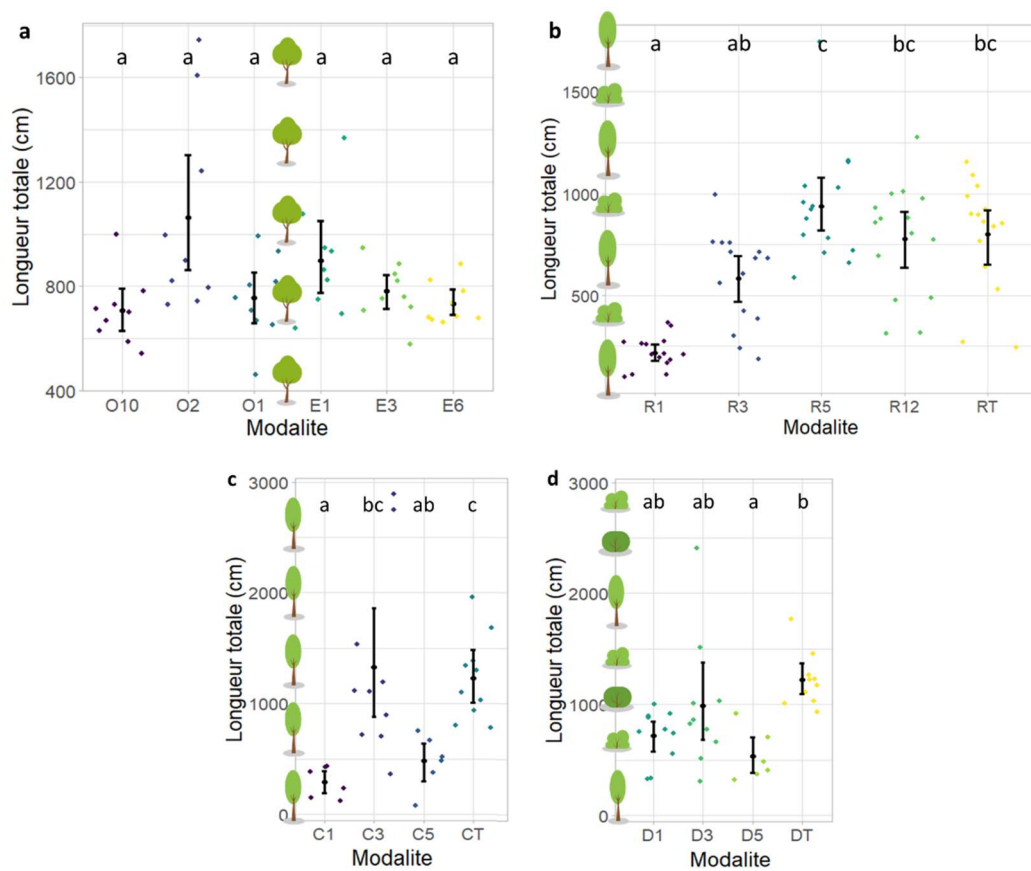 a
a a a a a a
Longueur totale (cm)
1600
1200
800
400
O10 O2 O1 E1 E3 E6
Modalite
b
a ab c bc bc
Longueur totale (cm)
1500
1000
500
R1 R3 R5 R12 RT
Modalite
c
a bc ab c
Longueur totale (cm)
3000
2000
1000
0
C1 C3 C5 CT
Modalite
d
ab ab a b
Longueur totale (cm)
3000
2000
1000
0
D1 D3 D5 DT
Modalite